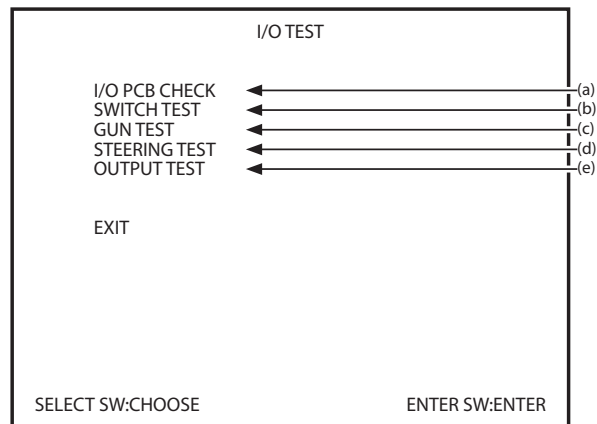 I/O TEST
I/O PCB CHECK (a)
SWITCH TEST (b)
GUN TEST (c)
STEERING TEST (d)
OUTPUT TEST (e)
EXIT
SELECT SW:CHOOSE ENTER SW:ENTER